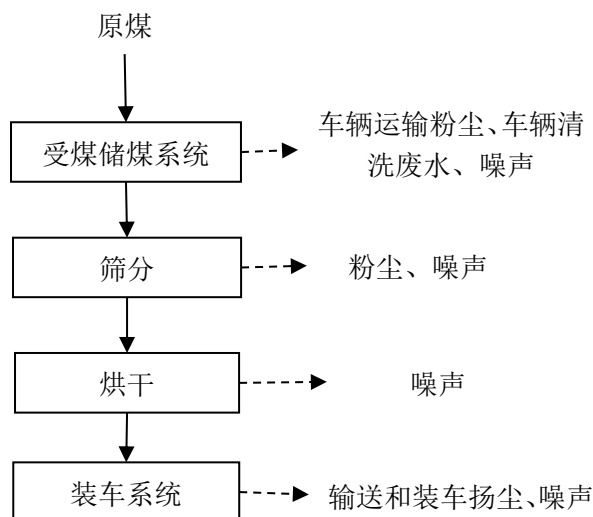 原煤
受煤储煤系统
车辆运输粉尘、车辆清
洗废水、噪声
筛分
粉尘、噪声
烘干
噪声
装车系统
输送和装车扬尘、噪声